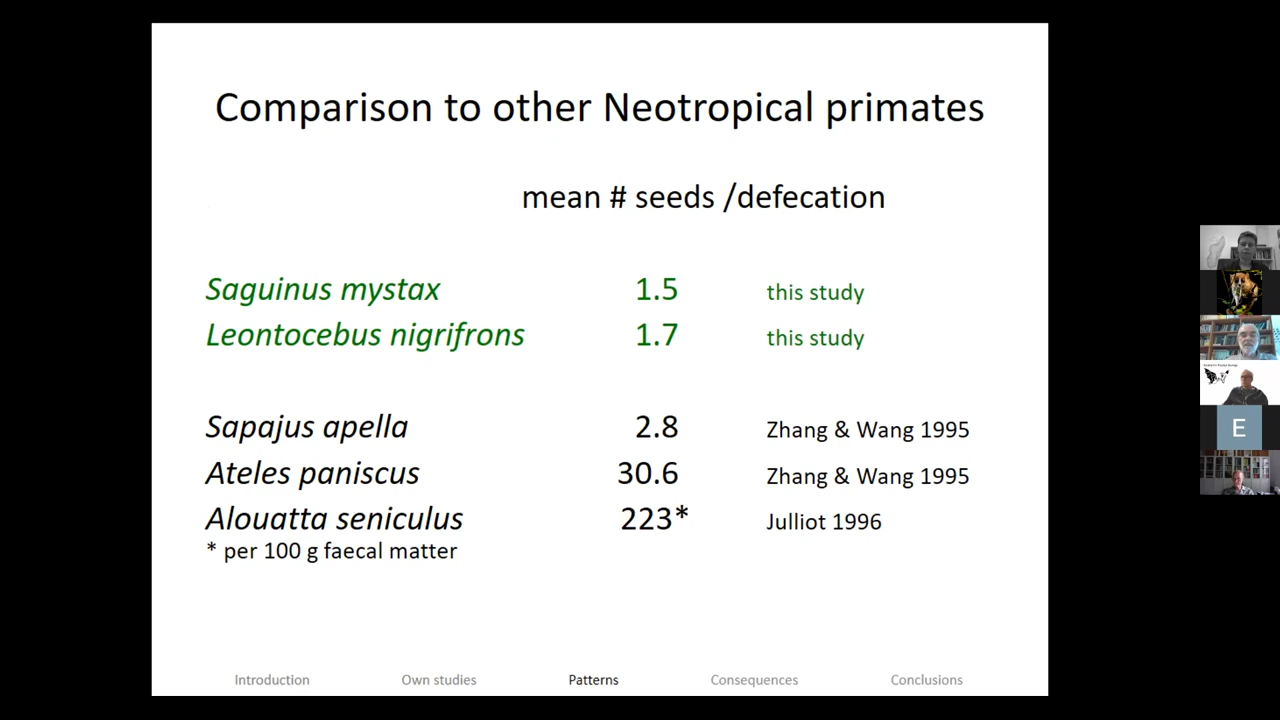 Comparison to other Neotropical primates
mean # seeds /defecation
Saguinus mystax 1.5 this study
Leontocebus nigrifrons 1.7 this study
Sapajus apella 2.8 Zhang & Wang 1995
Ateles paniscus 30.6 Zhang & Wang 1995
Alouatta seniculus 223* Julliot 1996
* per 100 g faecal matter
Introduction Own studies Patterns Consequences Conclusions
E